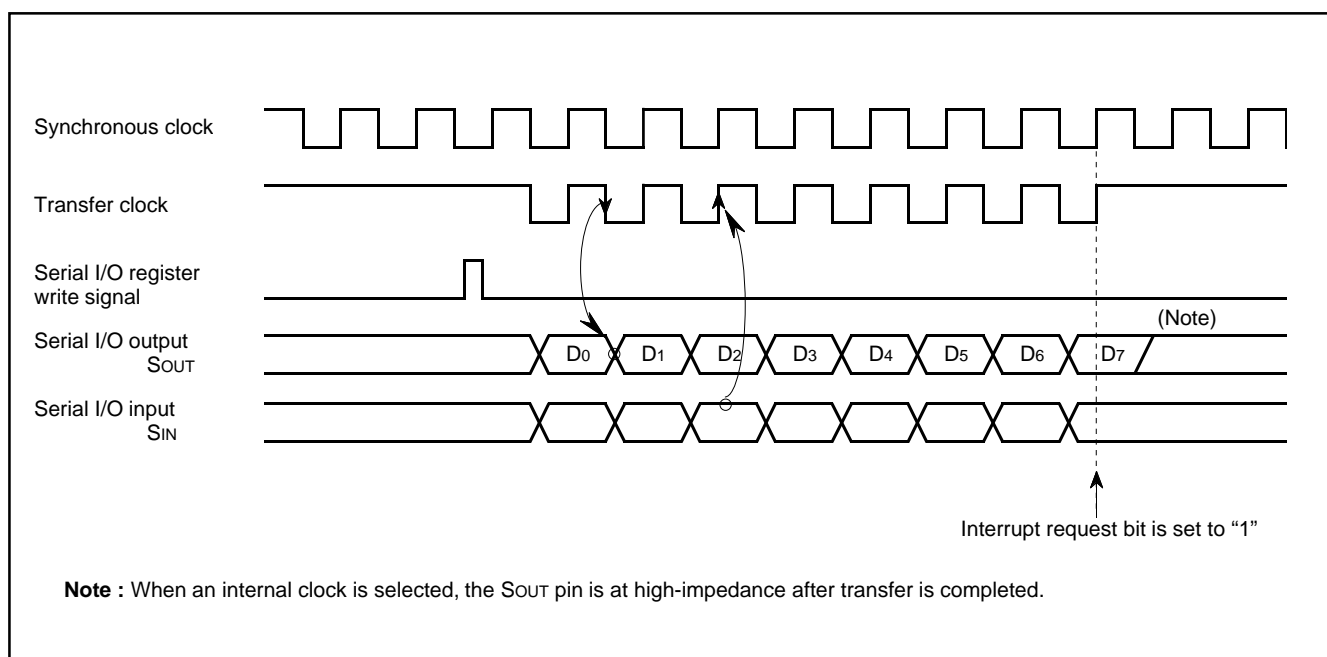 Synchronous clock
Transfer clock
Serial I/O register
write signal
(Note)
Serial I/O output
SOUT
D0 D1 D2 D3 D4 D5 D6 D7
Serial I/O input
SIN
Interrupt request bit is set to “1”
Note : When an internal clock is selected, the SOUT pin is at high-impedance after transfer is completed.